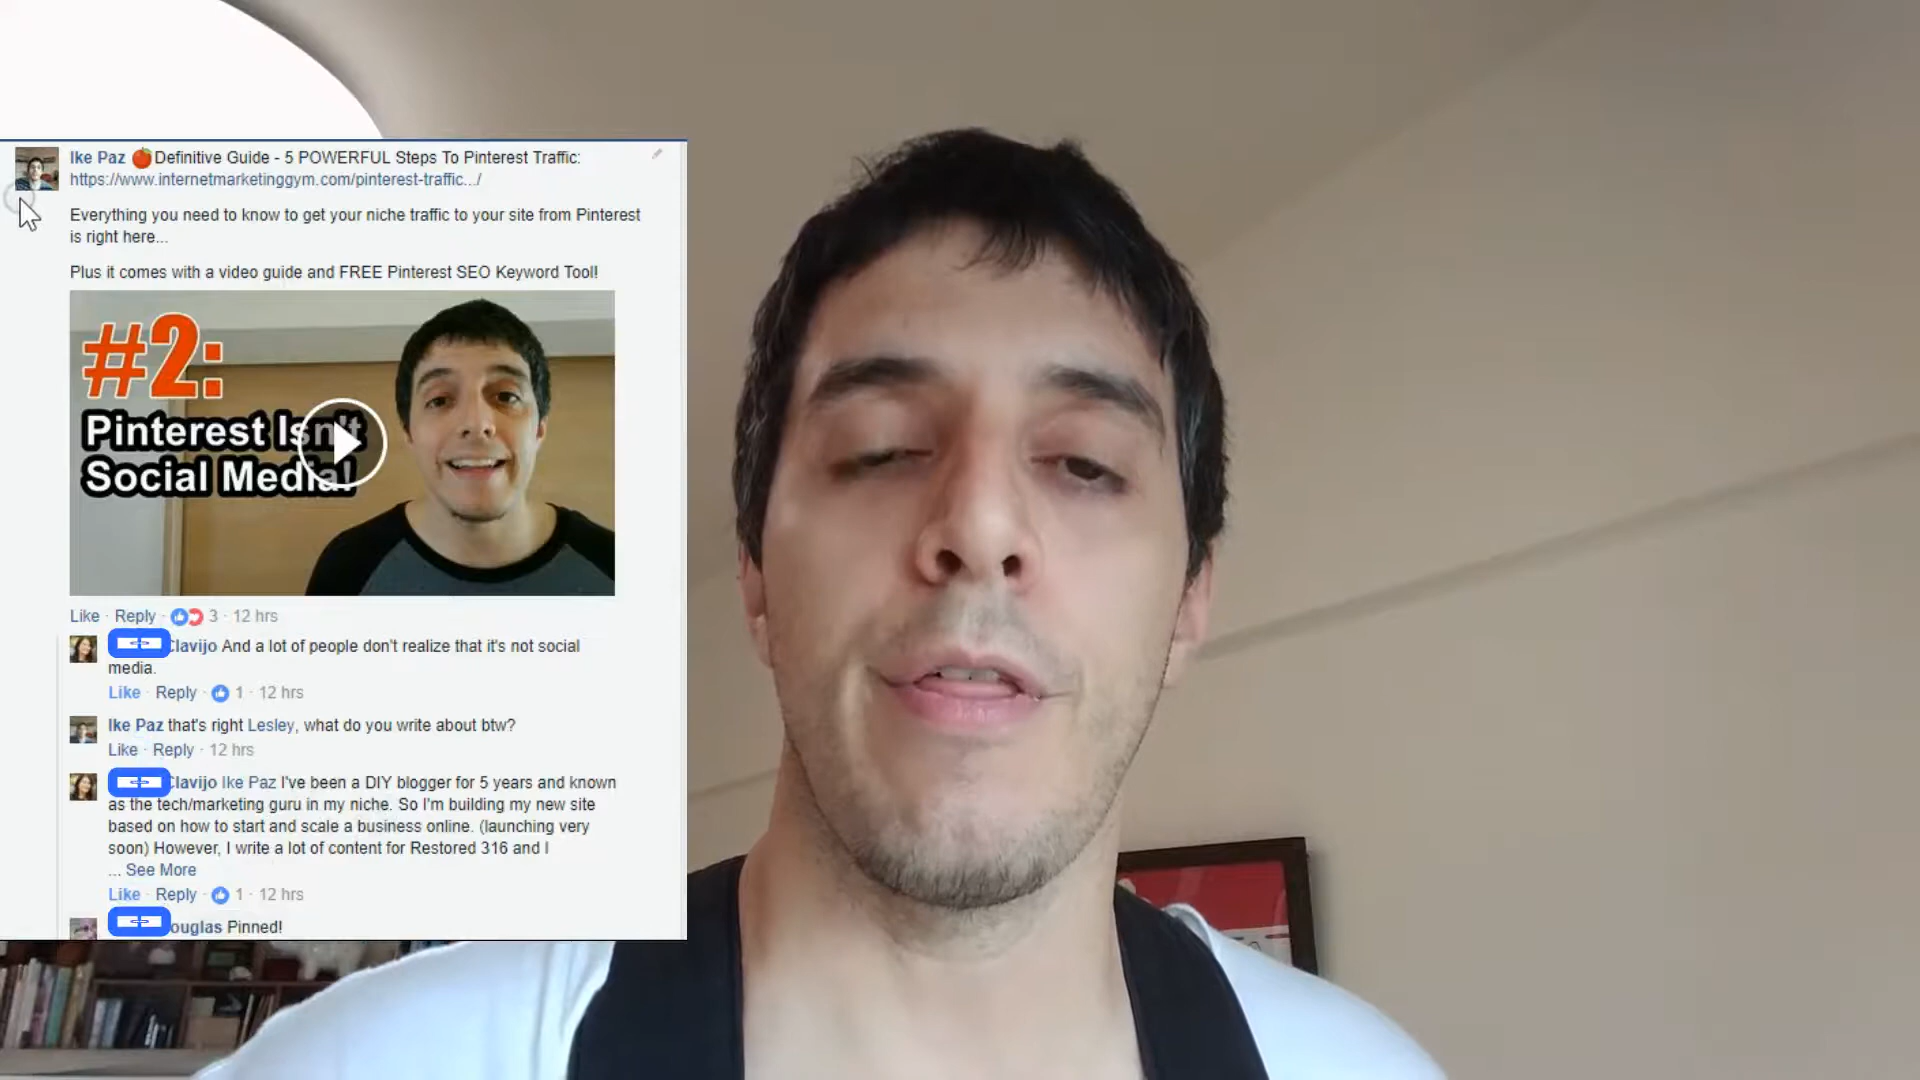 Ike Paz 🍅Definitive Guide - 5 POWERFUL Steps To Pinterest Traffic:
https://www.internetmarketinggym.com/pinterest-traffic.../
Everything you need to know to get your niche traffic to your site from Pinterest
is right here...
Plus it comes with a video guide and FREE Pinterest SEO Keyword Tool!
#2:
Pinterest Isn't
Social Media!
Like · Reply · 3 · 12 hrs
Clavijo And a lot of people don't realize that it's not social
media.
Like · Reply · 1 · 12 hrs
Ike Paz that's right Lesley, what do you write about btw?
Like · Reply · 12 hrs
Clavijo Ike Paz I've been a DIY blogger for 5 years and known
as the tech/marketing guru in my niche. So I'm building my new site
based on how to start and scale a business online. (launching very
soon) However, I write a lot of content for Restored 316 and I
... See More
Like · Reply · 1 · 12 hrs
ouglas Pinned!